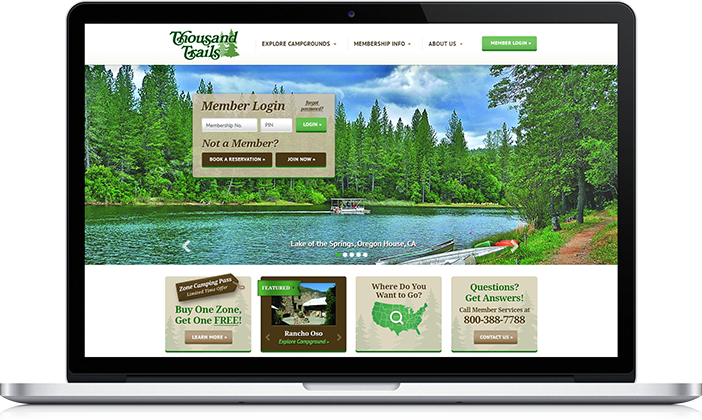 Thousand
Trails
EXPLORE CAMPGROUNDS
MEMBERSHIP INFO
ABOUT US
MEMBER LOGIN »
Member Login
forgot
password?
Membership No.
PIN
LOGIN »
Not a Member?
BOOK A RESERVATION »
JOIN NOW »
Lake of the Springs, Oregon House, CA
Zone Camping Pass
Limited Time Offer
Buy One Zone,
Get One FREE!
LEARN MORE »
FEATURED
Rancho Oso
Explore Campground »
Where Do You
Want to Go?
Questions?
Get Answers!
Call Member Services at
800-388-7788
CONTACT US »